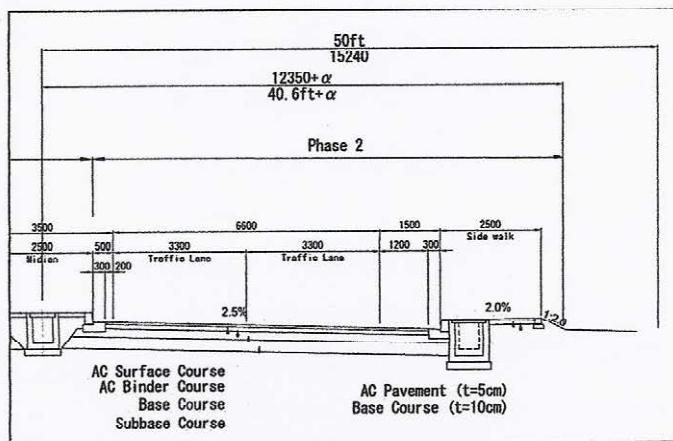 50ft
15240
12350+α
40.6ft+α
Phase 2
3500 6600 1500 2500
Side walk
2500 500 3300 3300 1200 300
Midian Traffic Lane Traffic Lane
300 200
2.5% 2.0% 1:2.0
AC Surface Course
AC Binder Course
Base Course
Subbase Course
AC Pavement (t=5cm)
Base Course (t=10cm)